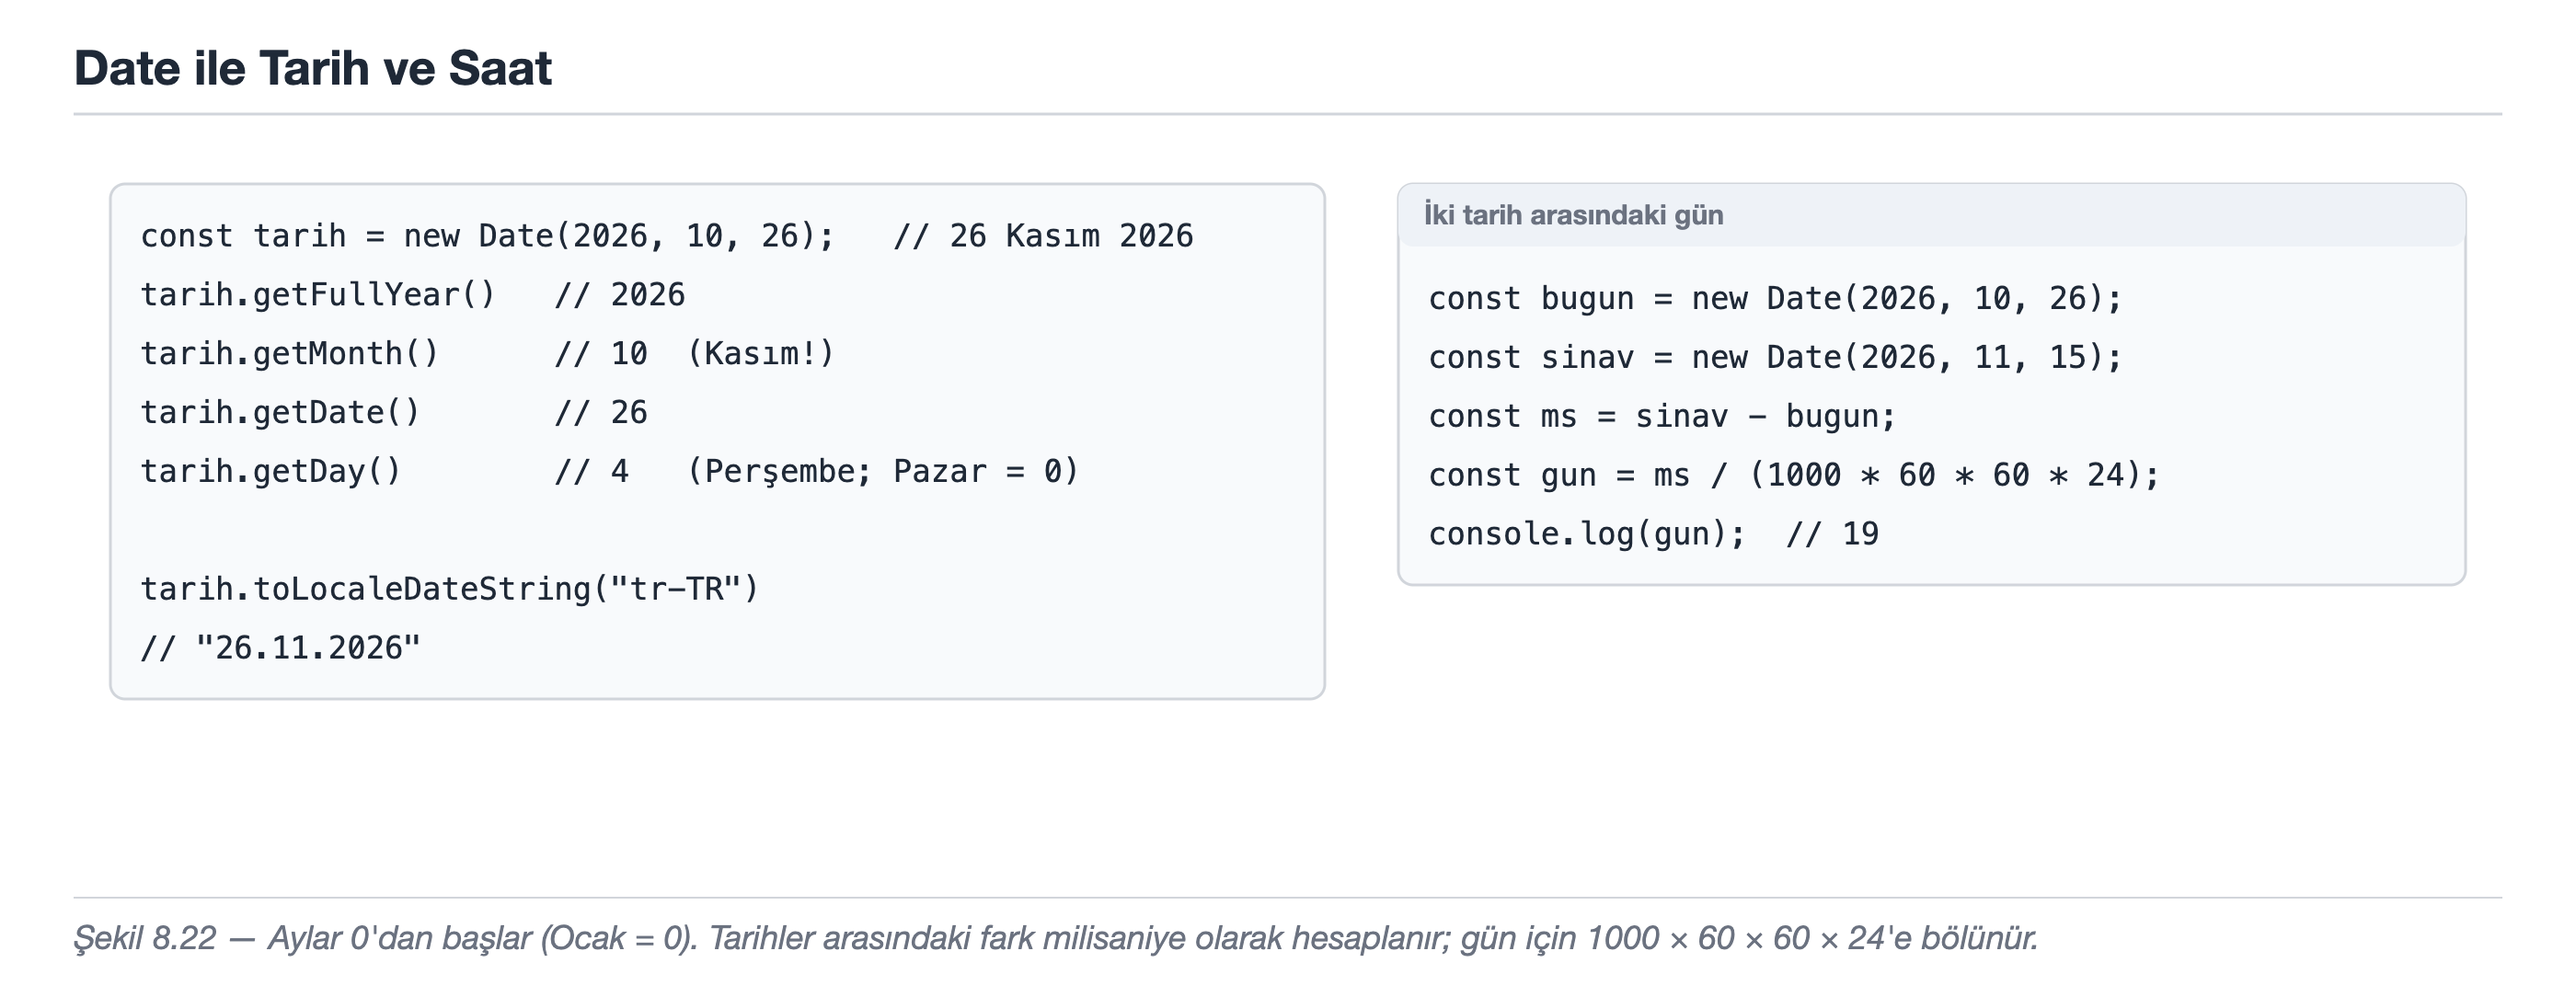 Date ile Tarih ve Saat
const tarih = new Date(2026, 10, 26);   // 26 Kasım 2026
tarih.getFullYear()   // 2026
tarih.getMonth()      // 10  (Kasım!)
tarih.getDate()       // 26
tarih.getDay()        // 4   (Perşembe; Pazar = 0)
tarih.toLocaleDateString("tr-TR")
// "26.11.2026"
İki tarih arasındaki gün
const bugun = new Date(2026, 10, 26);
const sinav = new Date(2026, 11, 15);
const ms = sinav - bugun;
const gun = ms / (1000 * 60 * 60 * 24);
console.log(gun);  // 19
Şekil 8.22 — Aylar 0'dan başlar (Ocak = 0). Tarihler arasındaki fark milisaniye olarak hesaplanır; gün için 1000 × 60 × 60 × 24'e bölünür.